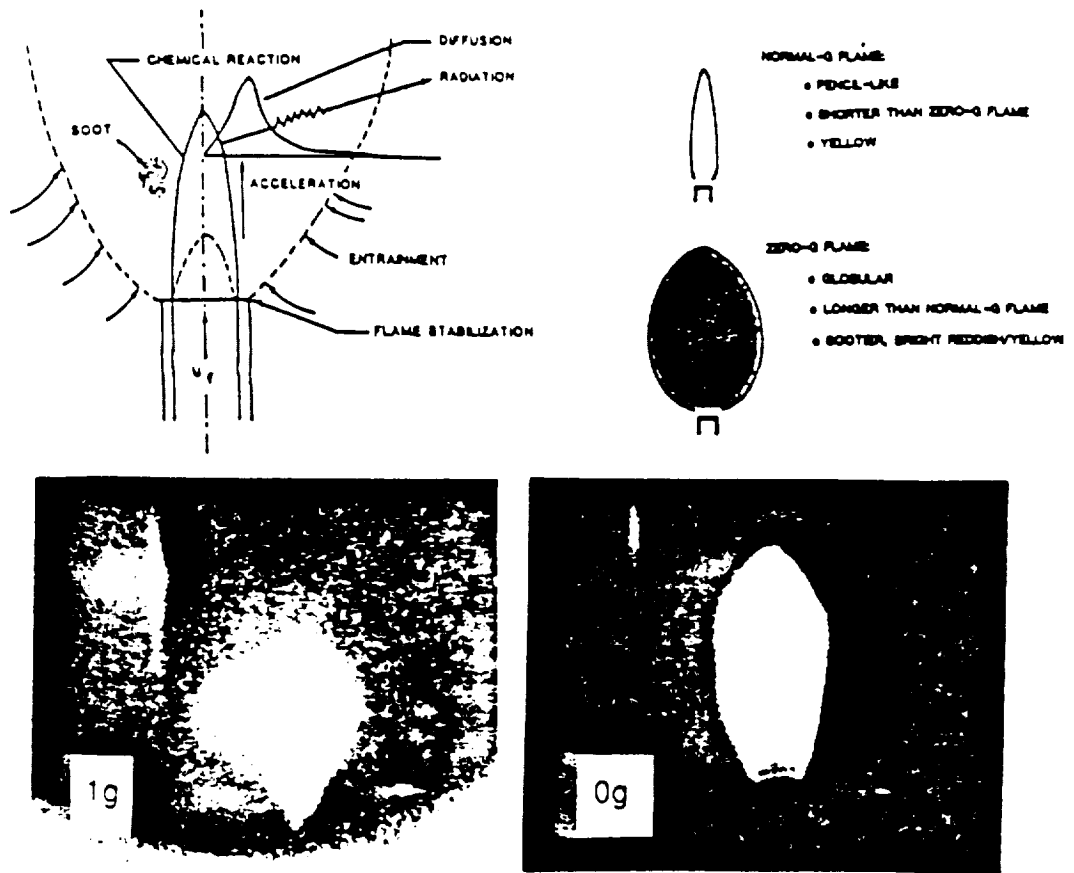 DIFFUSION
CHEMICAL REACTION
RADIATION
SOOT
ACCELERATION
ENTRAINMENT
FLAME STABILIZATION
u f
NORMAL-G FLAME:
PENCIL-LIKE
SHORTER THAN ZERO-G FLAME
YELLOW
ZERO-G FLAME:
GLOBULAR
LONGER THAN NORMAL-G FLAME
SOOTIER, BRIGHT REDDISH/YELLOW
1g
0g